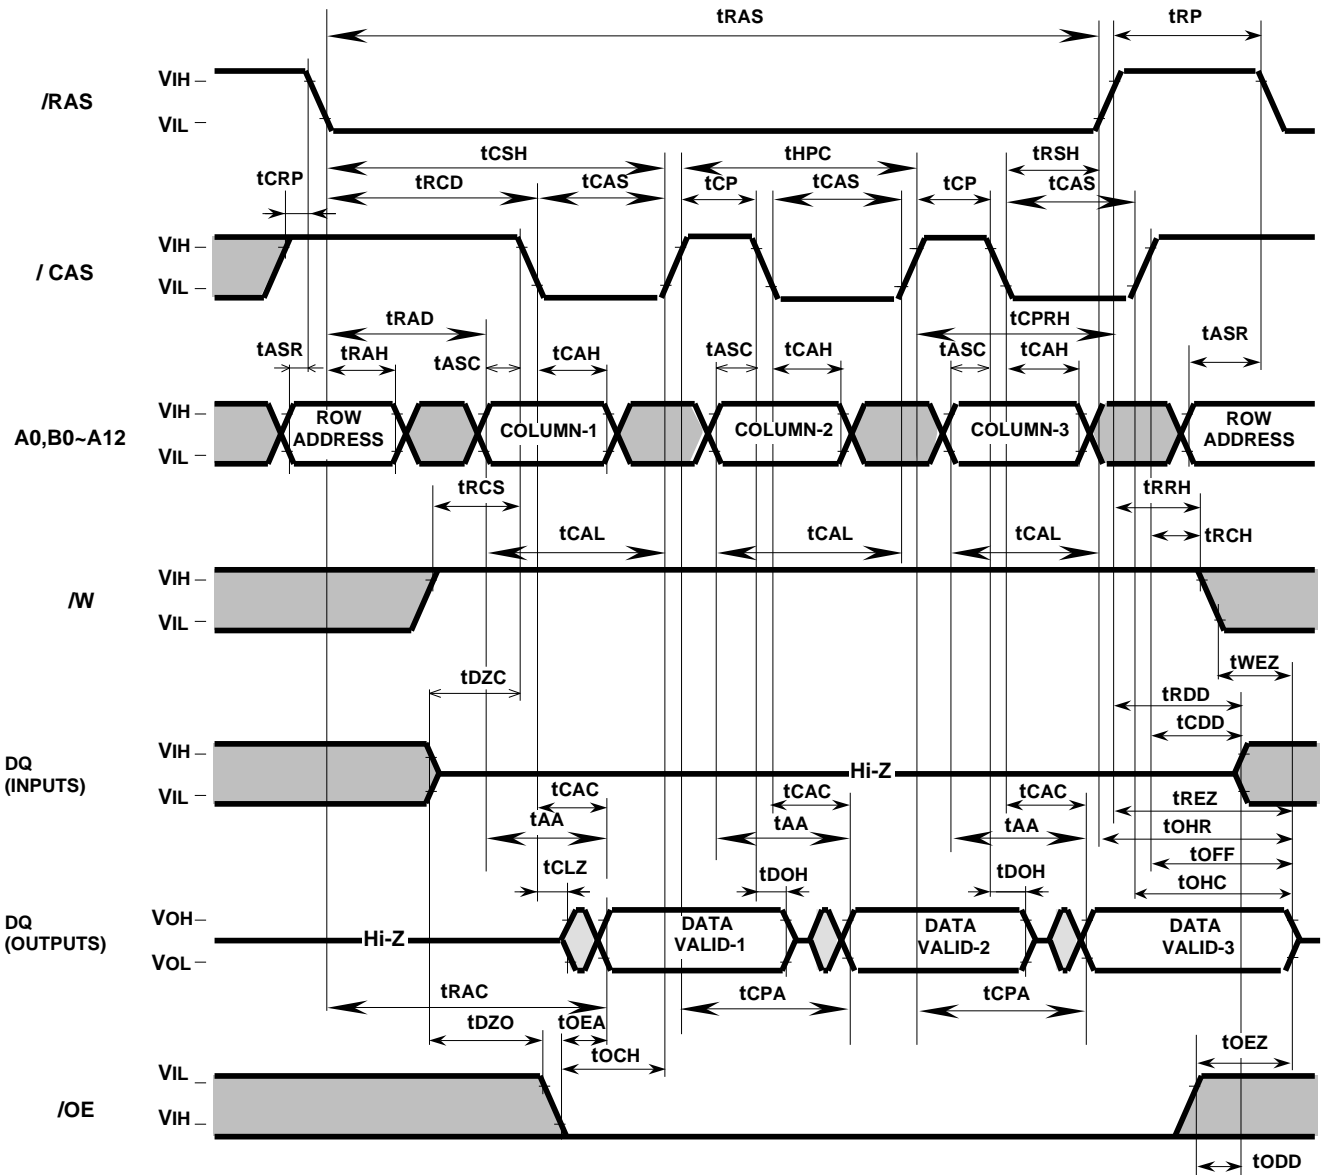 tRAS tRP
VIH
/RAS
VIL
tCSH tHPC tRSH
tCRP tRCD tCAS tCP tCAS tCP tCAS
VIH
/ CAS
VIL
tRAD tCPRH
tASR tRAH tASC tCAH tASC tCAH tASC tCAH tASR
VIH
A0,B0~A12
ROW ADDRESS COLUMN-1 COLUMN-2 COLUMN-3 ROW ADDRESS
VIL
tRCS tRRH
tCAL tCAL tCAL tRCH
VIH
/W
VIL
tWEZ
tDZC tRDD
tCDD
VIH
DQ
(INPUTS)
Hi-Z
VIL
tCAC tCAC tCAC tREZ
tAA tAA tAA tOHR
tCLZ tDOH tDOH tOFF
tOHC
VOH
DQ
(OUTPUTS)
Hi-Z
DATA VALID-1 DATA VALID-2 DATA VALID-3
VOL
tRAC tCPA tCPA
tDZO tOEA
tOCH tOEZ
VIL
/OE
VIH
tODD